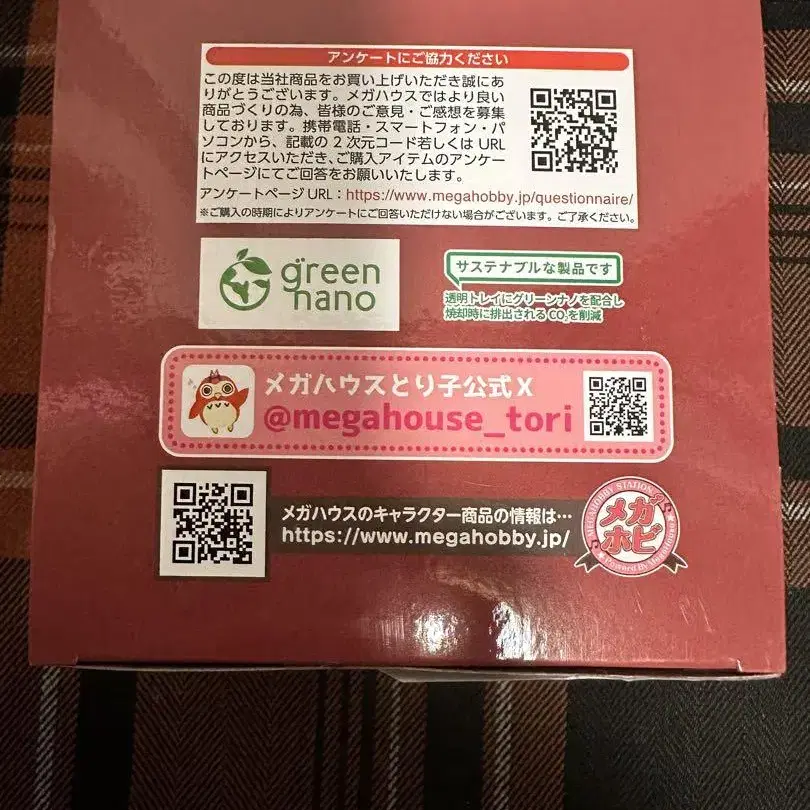 アンケートにご協力ください
この度は当社商品をお買い上げいただき誠にあ
りがとうございます。メガハウスではより良い
商品づくりの為、皆様のご意見・ご感想を募集
しております。携帯電話・スマートフォン・パ
ソコンから、記載の2次元コード若しくはURL
にアクセスいただき、ご購入アイテムのアンケー
トページにてご回答をお願いいたします。
アンケートページURL：https://www.megahobby.jp/questionnaire/
※ご購入の時期によりアンケートにご回答いただけない場合がございます。ご了承ください。
green
nano
サステナブルな製品です
透明トレイにグリーンナノを配合し
焼却時に排出されるCO₂を削減
メガハウスとり子公式X
@megahouse_tori
メガハウスのキャラクター商品の情報は…
https://www.megahobby.jp/
MEGAHOBBY STATION
メガ
ホビ
Powered By MegaHouse